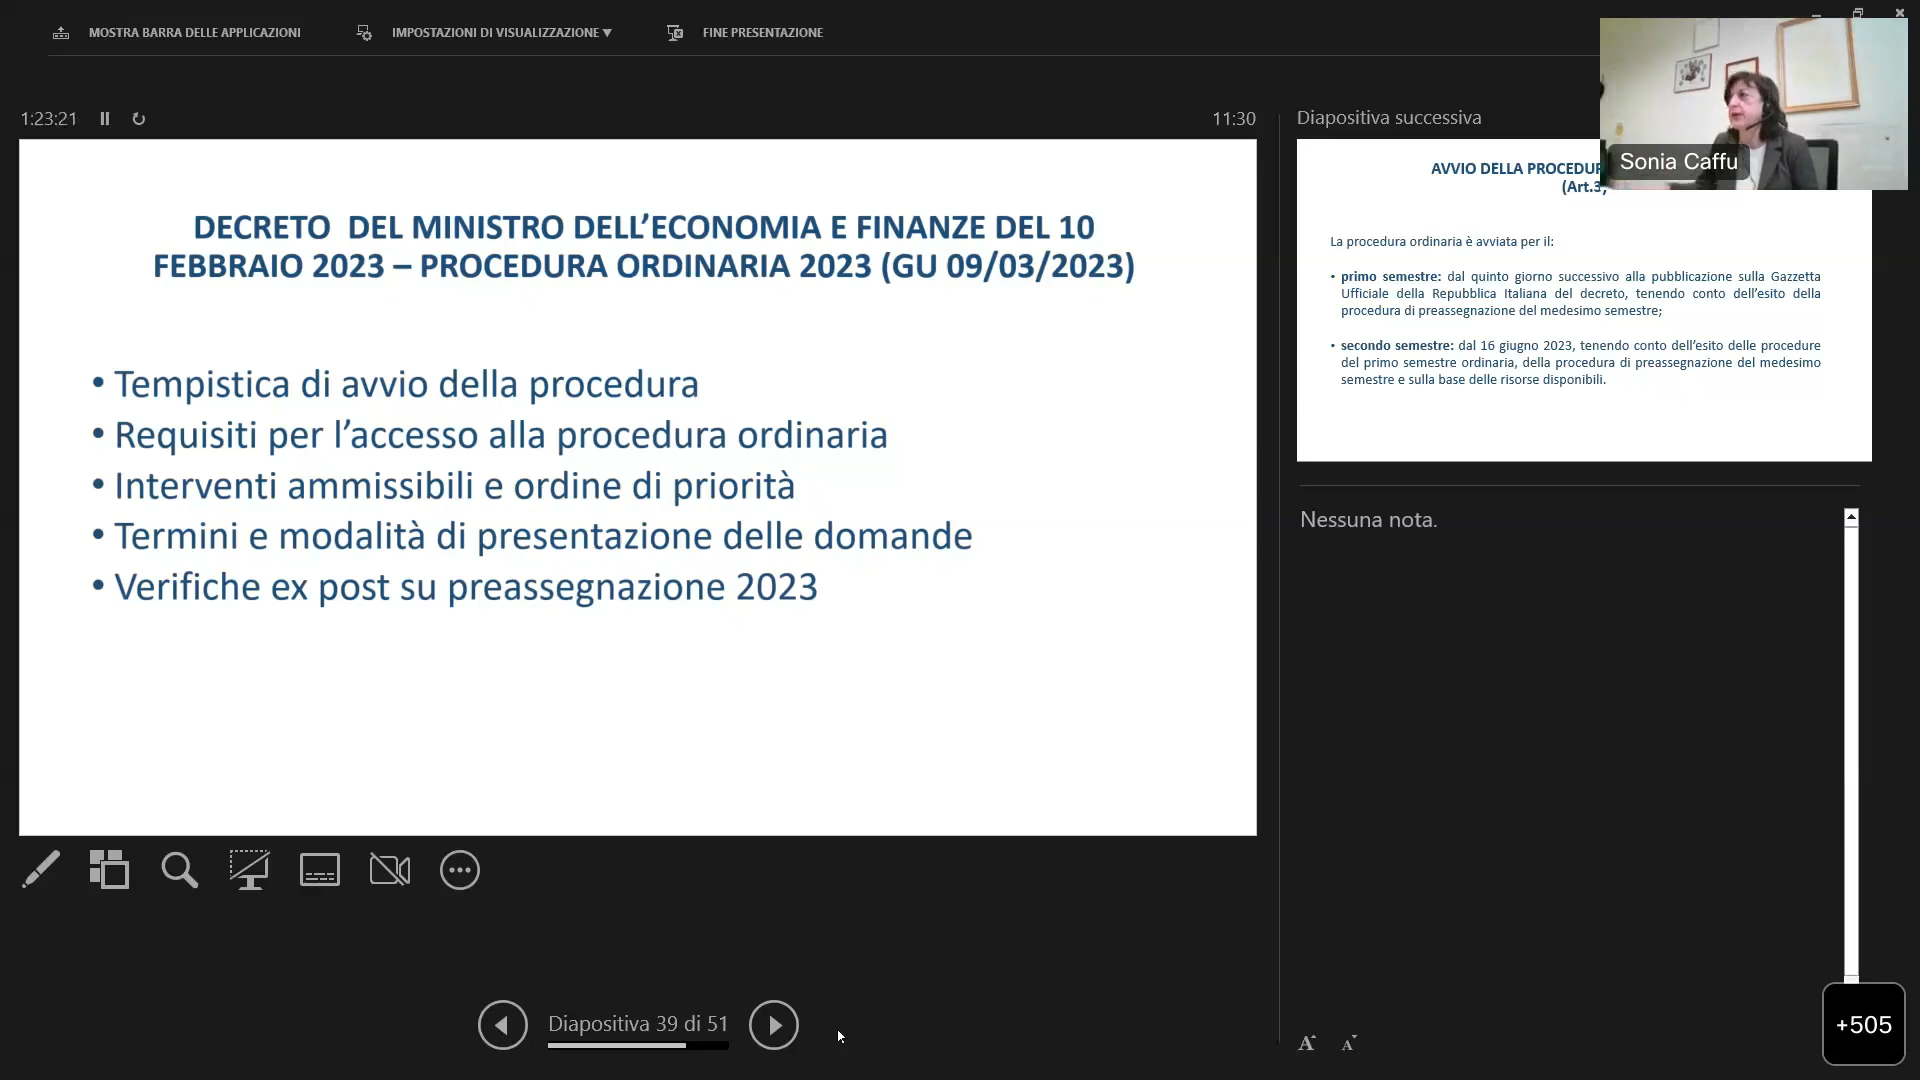 MOSTRA BARRA DELLE APPLICAZIONI
IMPOSTAZIONI DI VISUALIZZAZIONE ▼
FINE PRESENTAZIONE
1:23:21
11:30
DECRETO DEL MINISTRO DELL’ECONOMIA E FINANZE DEL 10
FEBBRAIO 2023 – PROCEDURA ORDINARIA 2023 (GU 09/03/2023)
• Tempistica di avvio della procedura
• Requisiti per l’accesso alla procedura ordinaria
• Interventi ammissibili e ordine di priorità
• Termini e modalità di presentazione delle domande
• Verifiche ex post su preassegnazione 2023
Diapositiva 39 di 51
Diapositiva successiva
Sonia Caffu
AVVIO DELLA PROCEDUR
(Art.3)
La procedura ordinaria è avviata per il:
• primo semestre: dal quinto giorno successivo alla pubblicazione sulla Gazzetta
Ufficiale della Repubblica Italiana del decreto, tenendo conto dell’esito della
procedura di preassegnazione del medesimo semestre;
• secondo semestre: dal 16 giugno 2023, tenendo conto dell’esito delle procedure
del primo semestre ordinaria, della procedura di preassegnazione del medesimo
semestre e sulla base delle risorse disponibili.
Nessuna nota.
A A
+505